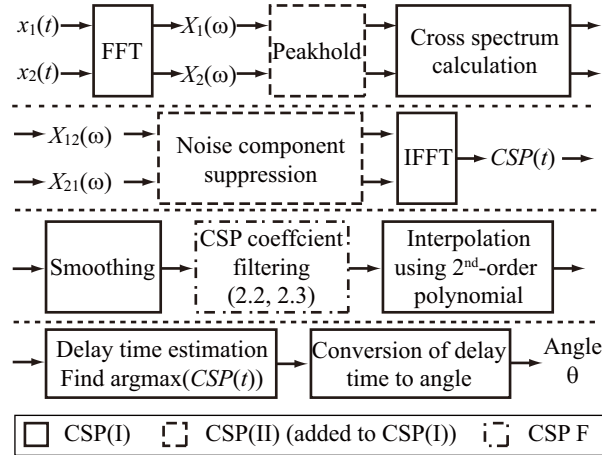 x₁(t) FFT X₁(ω) Peakhold Cross spectrum calculation
x₂(t) X₂(ω)
X₁₂(ω) Noise component suppression IFFT CSP(t)
X₂₁(ω)
Smoothing
CSP coeffcient
filtering
(2.2, 2.3)
Interpolation
using 2ⁿᵈ-order
polynomial
Delay time estimation
Find argmax(CSP(t))
Conversion of delay
time to angle
Angle
θ
CSP(I) CSP(II) (added to CSP(I)) CSP F